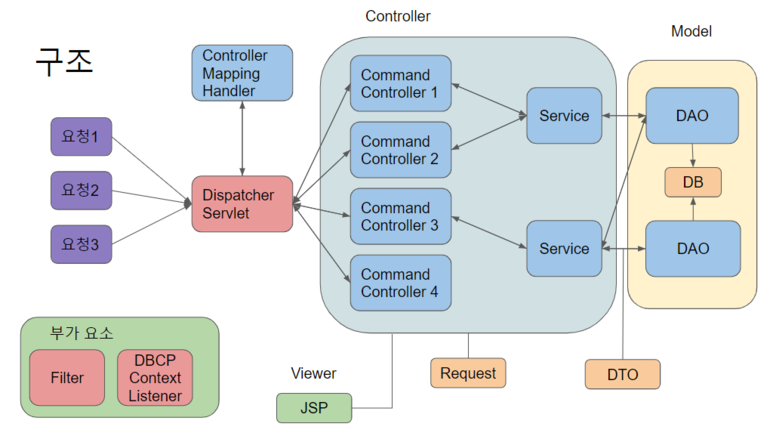 구조
Controller
Model
Controller
Mapping
Handler
요청1
요청2
요청3
Dispatcher
Servlet
Command
Controller 1
Command
Controller 2
Command
Controller 3
Command
Controller 4
Service
Service
DAO
DB
DAO
부가 요소
Filter
DBCP
Context
Listener
Viewer
JSP
Request
DTO